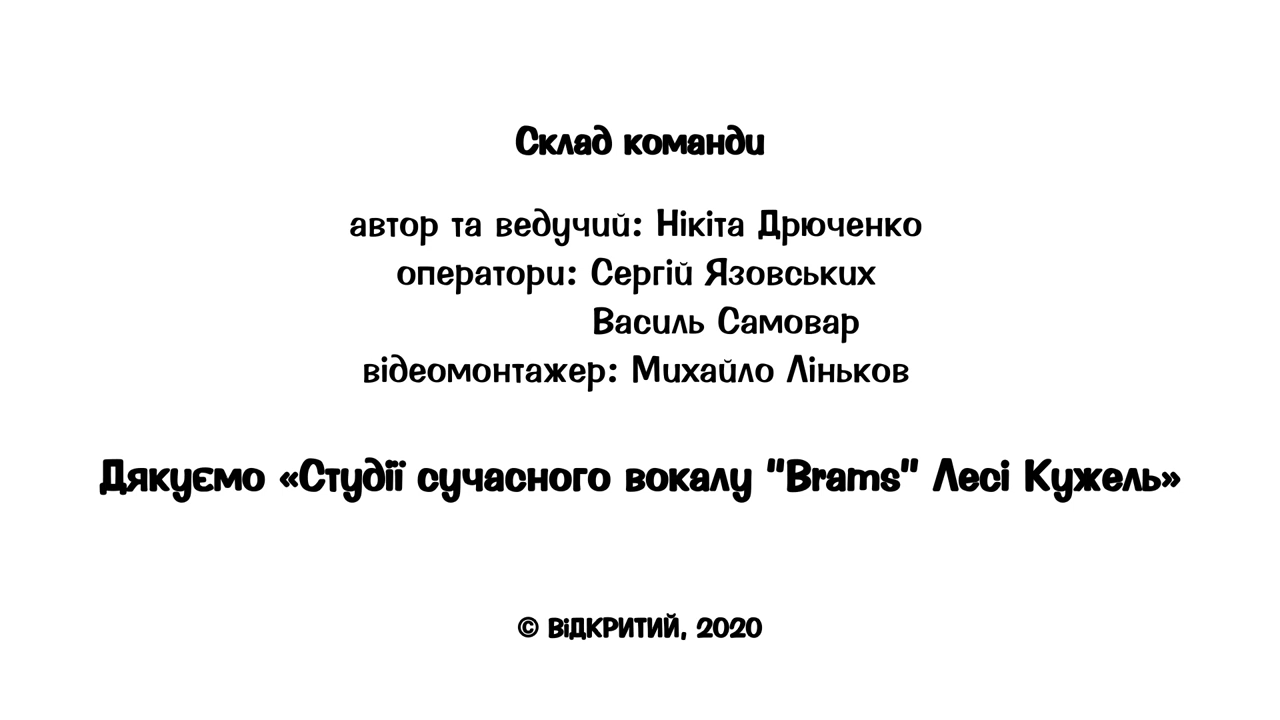 Склад команди
автор та ведучий: Нікіта Дрюченко
оператори: Сергій Язовських
Василь Самовар
відеомонтажер: Михайло Ліньков
Дякуємо «Студії сучасного вокалу "Brams" Лесі Кужель»
© ВіДКРИТИЙ, 2020